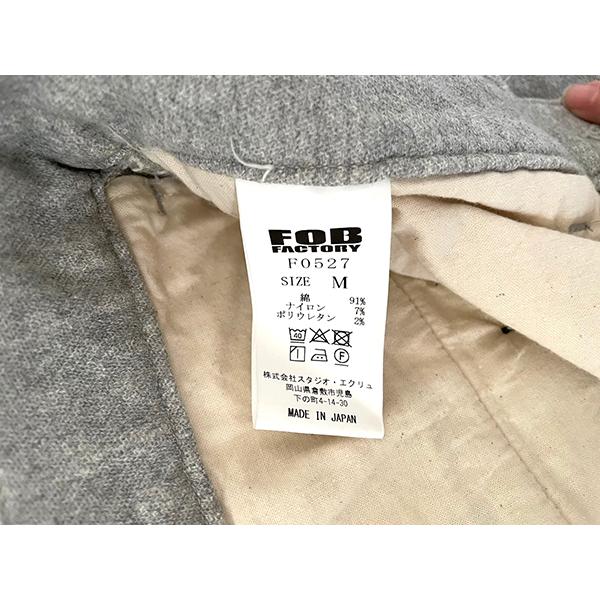 FOB
FACTORY
F0527
SIZE M
綿 91%
ナイロン 7%
ポリウレタン 2%
40
F
株式会社スタジオ・エクリュ
岡山県倉敷市児島
下の町4-14-30
MADE IN JAPAN